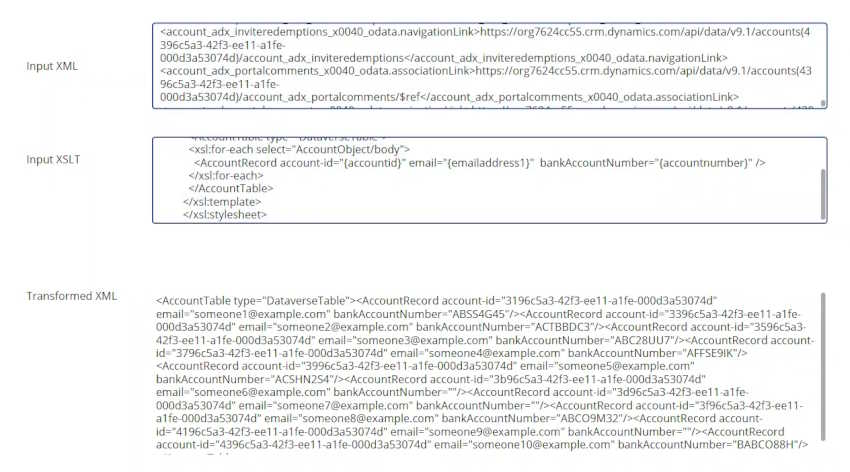 <account_adx_inviteredemptions_x0040_odata.navigationLink>https://org7624cc55.crm.dynamics.com/api/data/v9.1/accounts(4
396c5a3-42f3-ee11-a1fe-
000d3a53074d)/account_adx_inviteredemptions</account_adx_inviteredemptions_x0040_odata.navigationLink>
Input XML
<account_adx_portalcomments_x0040_odata.associationLink>https://org7624cc55.crm.dynamics.com/api/data/v9.1/accounts(43
96c5a3-42f3-ee11-a1fe-
000d3a53074d)/account_adx_portalcomments/$ref</account_adx_portalcomments_x0040_odata.associationLink>
<AccountTable type="DataverseTable">
Input XSLT
<xsl:for-each select="AccountObject/body">
<AccountRecord account-id="{accountid}" email="{emailaddress1}" bankAccountNumber="{accountnumber}" />
</xsl:for-each>
</AccountTable>
</xsl:template>
</xsl:stylesheet>
Transformed XML
<AccountTable type="DataverseTable"><AccountRecord account-id="3196c5a3-42f3-ee11-a1fe-000d3a53074d"
email="someone1@example.com" bankAccountNumber="ABSS4G45"/><AccountRecord account-id="3396c5a3-42f3-ee11-a1fe-
000d3a53074d" email="someone2@example.com" bankAccountNumber="ACTBBDC3"/><AccountRecord account-id="3596c5a3-
42f3-ee11-a1fe-000d3a53074d" email="someone3@example.com" bankAccountNumber="ABC28UU7"/><AccountRecord account-
id="3796c5a3-42f3-ee11-a1fe-000d3a53074d" email="someone4@example.com" bankAccountNumber="AFFSE9IK"/>
<AccountRecord account-id="3996c5a3-42f3-ee11-a1fe-000d3a53074d" email="someone5@example.com"
bankAccountNumber="ACSHN2S4"/><AccountRecord account-id="3b96c5a3-42f3-ee11-a1fe-000d3a53074d"
email="someone6@example.com" bankAccountNumber=""/><AccountRecord account-id="3d96c5a3-42f3-ee11-a1fe-
000d3a53074d" email="someone7@example.com" bankAccountNumber=""/><AccountRecord account-id="3f96c5a3-42f3-ee11-
a1fe-000d3a53074d" email="someone8@example.com" bankAccountNumber="ABCO9M32"/><AccountRecord account-
id="4196c5a3-42f3-ee11-a1fe-000d3a53074d" email="someone9@example.com" bankAccountNumber=""/><AccountRecord
account-id="4396c5a3-42f3-ee11-a1fe-000d3a53074d" email="someone10@example.com" bankAccountNumber="BABCO88H"/>